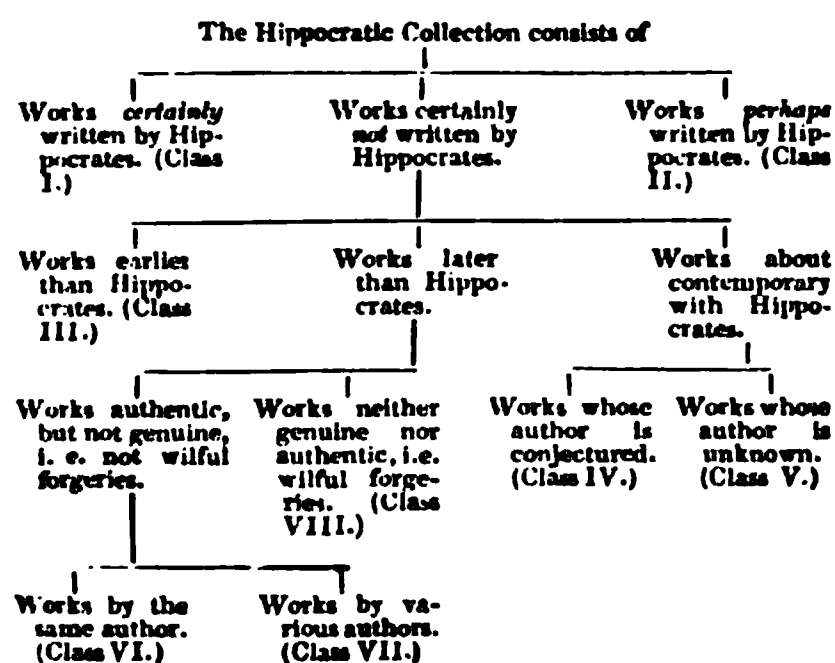 The Hippocratic Collection consists of
Works certainly
written by Hip-
pocrates. (Class
I.)
Works certainly
not written by
Hippocrates.
Works perhaps
written by Hip-
pocrates. (Class
II.)
Works earlier
than Hippo-
crates. (Class
III.)
Works later
than Hippo-
crates.
Works about
contemporary
with Hippo-
crates.
Works authentic,
but not genuine,
i. e. not wilful
forgeries.
Works neither
genuine nor
authentic, i.e.
wilful forge-
ries. (Class
VIII.)
Works whose
author is
conjectured.
(Class IV.)
Works whose
author is
unknown.
(Class V.)
Works by the
same author.
(Class VI.)
Works by va-
rious authors.
(Class VII.)